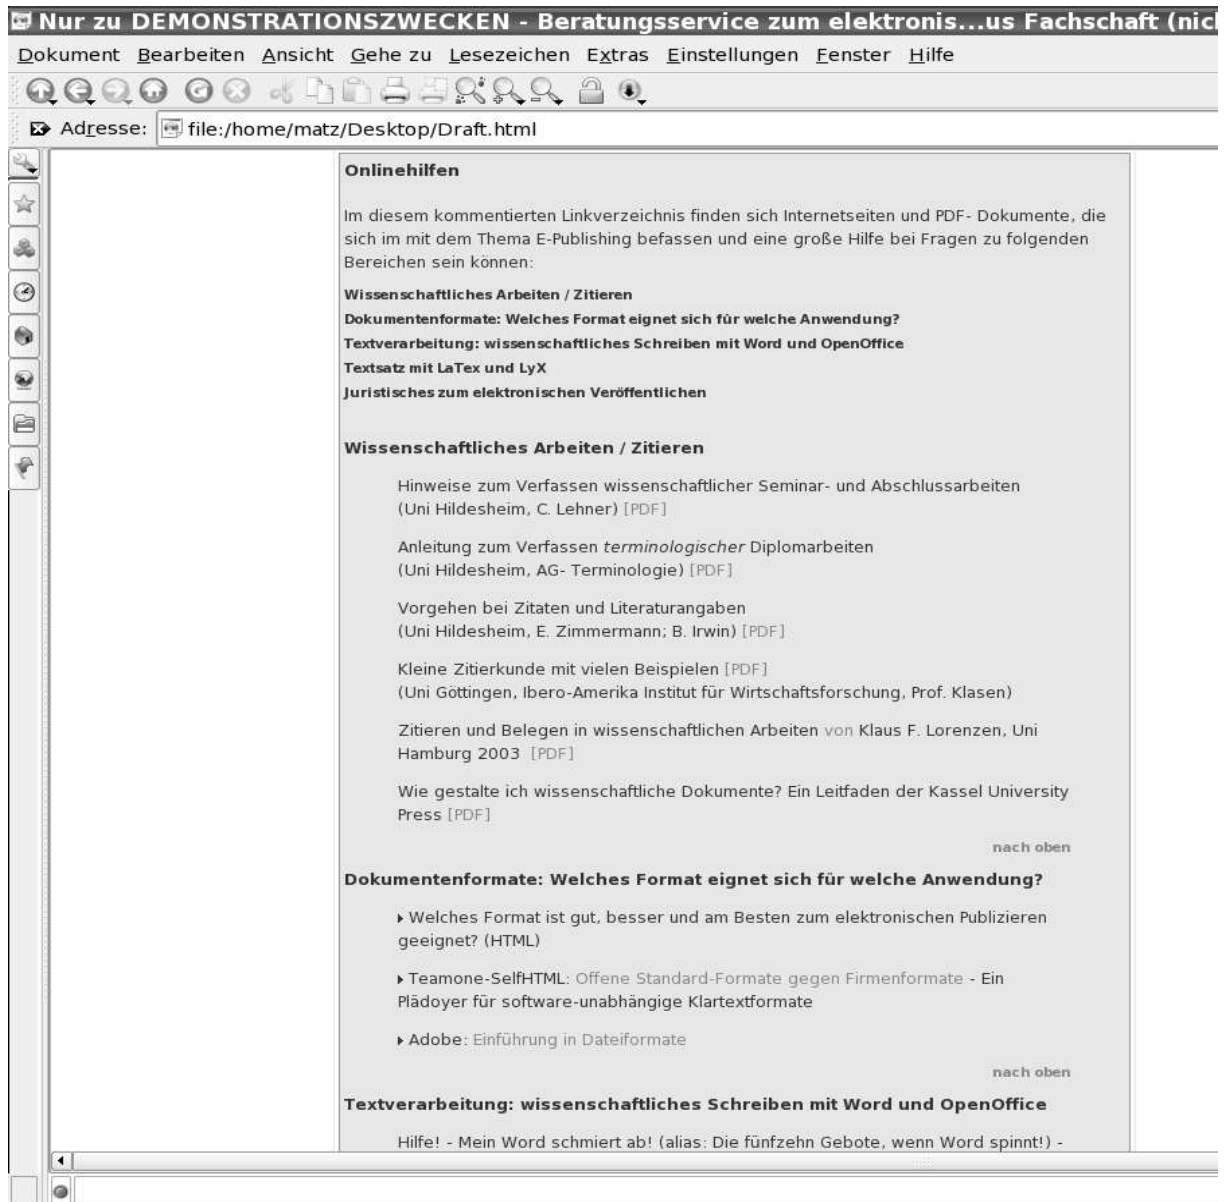 Nur zu DEMONSTRATIONSZWECKEN - Beratungsservice zum elektronis...us Fachschaft (nicl
Dokument Bearbeiten Ansicht Gehe zu Lesezeichen Extras Einstellungen Fenster Hilfe
Adresse: file:/home/matz/Desktop/Draft.html
Onlinehilfen
Im diesem kommentierten Linkverzeichnis finden sich Internetseiten und PDF- Dokumente, die
sich im mit dem Thema E-Publishing befassen und eine große Hilfe bei Fragen zu folgenden
Bereichen sein können:
Wissenschaftliches Arbeiten / Zitieren
Dokumentenformate: Welches Format eignet sich für welche Anwendung?
Textverarbeitung: wissenschaftliches Schreiben mit Word und OpenOffice
Textsatz mit LaTex und LyX
Juristisches zum elektronischen Veröffentlichen
Wissenschaftliches Arbeiten / Zitieren
Hinweise zum Verfassen wissenschaftlicher Seminar- und Abschlussarbeiten
(Uni Hildesheim, C. Lehner) [PDF]
Anleitung zum Verfassen terminologischer Diplomarbeiten
(Uni Hildesheim, AG- Terminologie) [PDF]
Vorgehen bei Zitaten und Literaturangaben
(Uni Hildesheim, E. Zimmermann; B. Irwin) [PDF]
Kleine Zitierkunde mit vielen Beispielen [PDF]
(Uni Göttingen, Ibero-Amerika Institut für Wirtschaftsforschung, Prof. Klasen)
Zitieren und Belegen in wissenschaftlichen Arbeiten von Klaus F. Lorenzen, Uni
Hamburg 2003 [PDF]
Wie gestalte ich wissenschaftliche Dokumente? Ein Leitfaden der Kassel University
Press [PDF]
nach oben
Dokumentenformate: Welches Format eignet sich für welche Anwendung?
Welches Format ist gut, besser und am Besten zum elektronischen Publizieren
geeignet? (HTML)
Teamone-SelfHTML: Offene Standard-Formate gegen Firmenformate - Ein
Plädoyer für software-unabhängige Klartextformate
Adobe: Einführung in Dateiformate
nach oben
Textverarbeitung: wissenschaftliches Schreiben mit Word und OpenOffice
Hilfe! - Mein Word schmiert ab! (alias: Die fünfzehn Gebote, wenn Word spinnt!) -